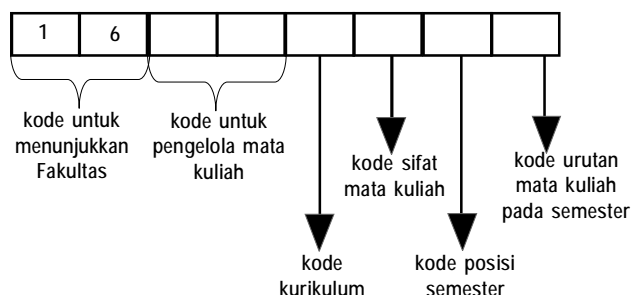 1 6
kode untuk
menunjukkan
Fakultas
kode untuk
pengelola mata
kuliah
kode sifat
mata kuliah
kode urutan
mata kuliah
pada semester
kode
kurikulum
kode posisi
semester